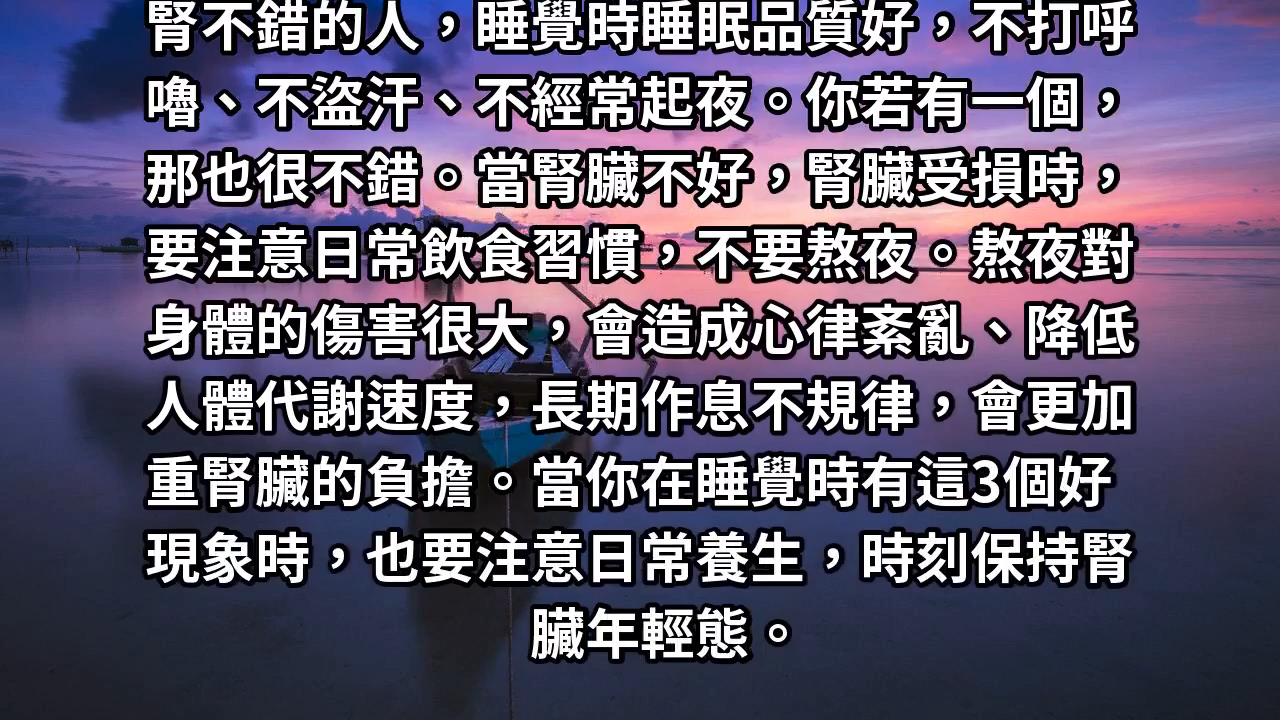 腎不錯的人，睡覺時睡眠品質好，不打呼
嚕、不盜汗、不經常起夜。你若有一個，
那也很不錯。當腎臟不好，腎臟受損時，
要注意日常飲食習慣，不要熬夜。熬夜對
身體的傷害很大，會造成心律紊亂、降低
人體代謝速度，長期作息不規律，會更加
重腎臟的負擔。當你在睡覺時有這3個好
現象時，也要注意日常養生，時刻保持腎
臟年輕態。